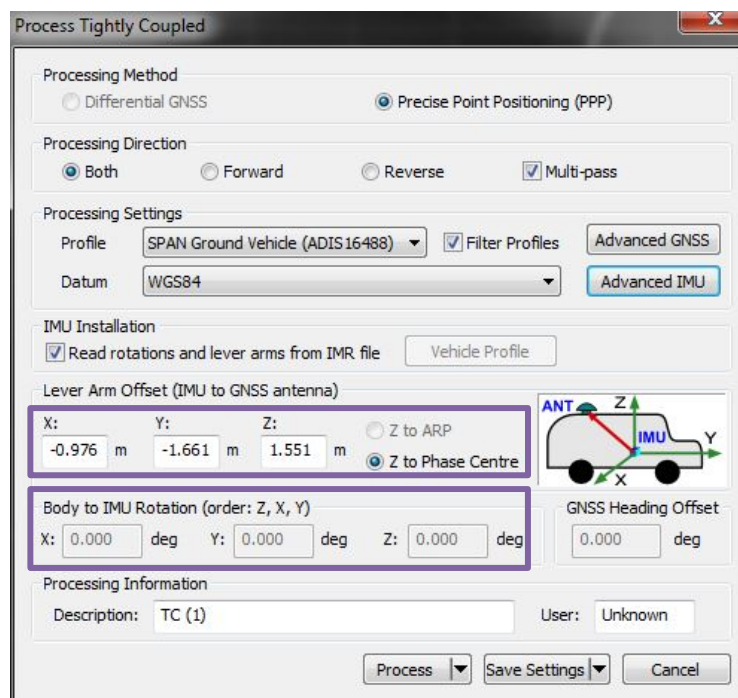 Process Tightly Coupled
x
Processing Method
Differential GNSS Precise Point Positioning (PPP)
Processing Direction
Both Forward Reverse Multi-pass
Processing Settings
Profile SPAN Ground Vehicle (ADIS16488) Filter Profiles Advanced GNSS
Datum WGS84 Advanced IMU
IMU Installation
Read rotations and lever arms from IMR file Vehicle Profile
Lever Arm Offset (IMU to GNSS antenna)
X: Y: Z: Z to ARP
-0.976 m -1.661 m 1.551 m Z to Phase Centre
ANT Z
IMU Y
X
Body to IMU Rotation (order: Z, X, Y) GNSS Heading Offset
X: 0.000 deg Y: 0.000 deg Z: 0.000 deg 0.000 deg
Processing Information
Description: TC (1) User: Unknown
Process Save Settings Cancel